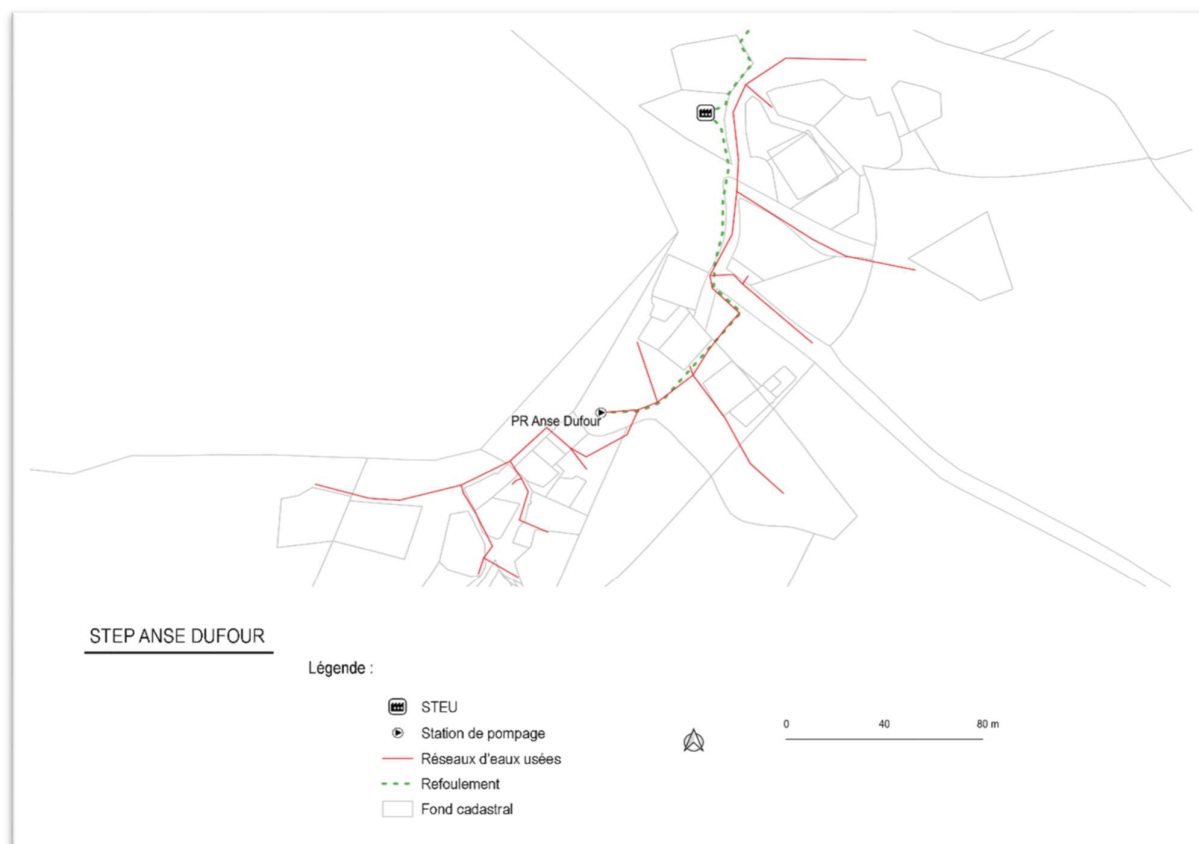 PR Anse Dufour
STEP ANSE DUFOUR
Légende :
STEU
Station de pompage
Réseaux d'eaux usées
Refoulement
Fond cadastral
0 40 80 m